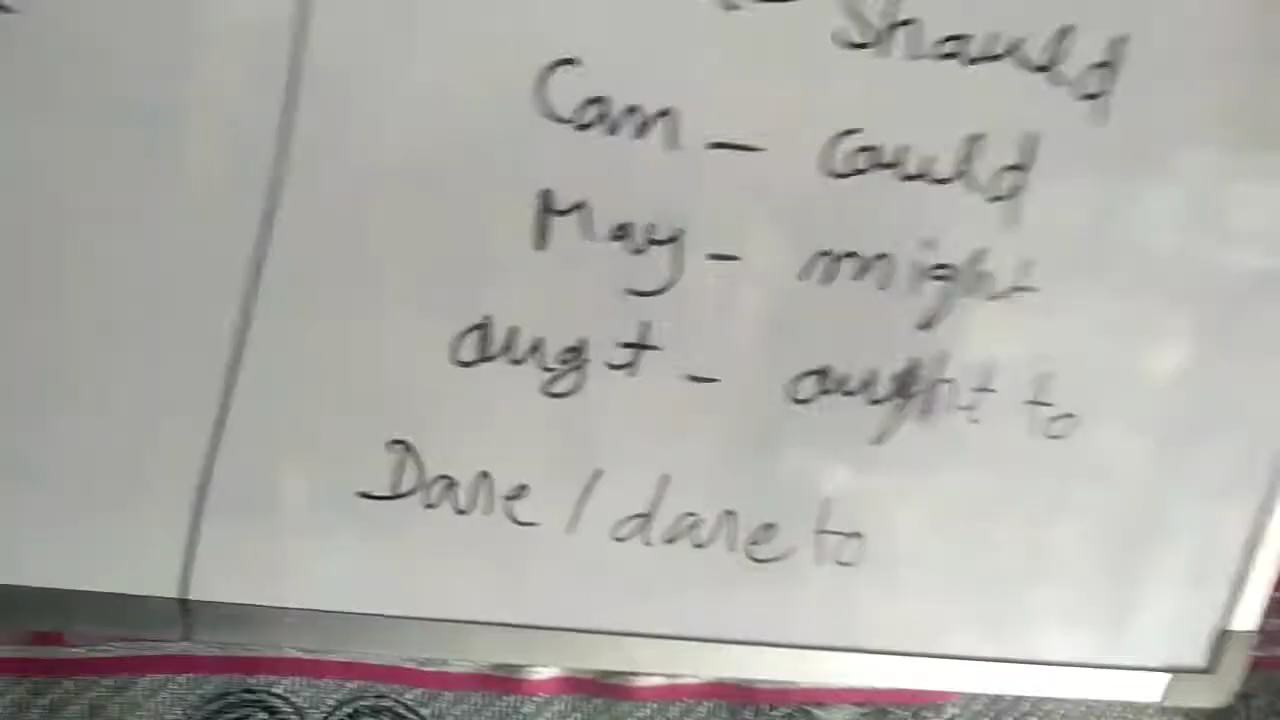 Should
Can - Could
May - might
ougt - ought to
Dare / dare to